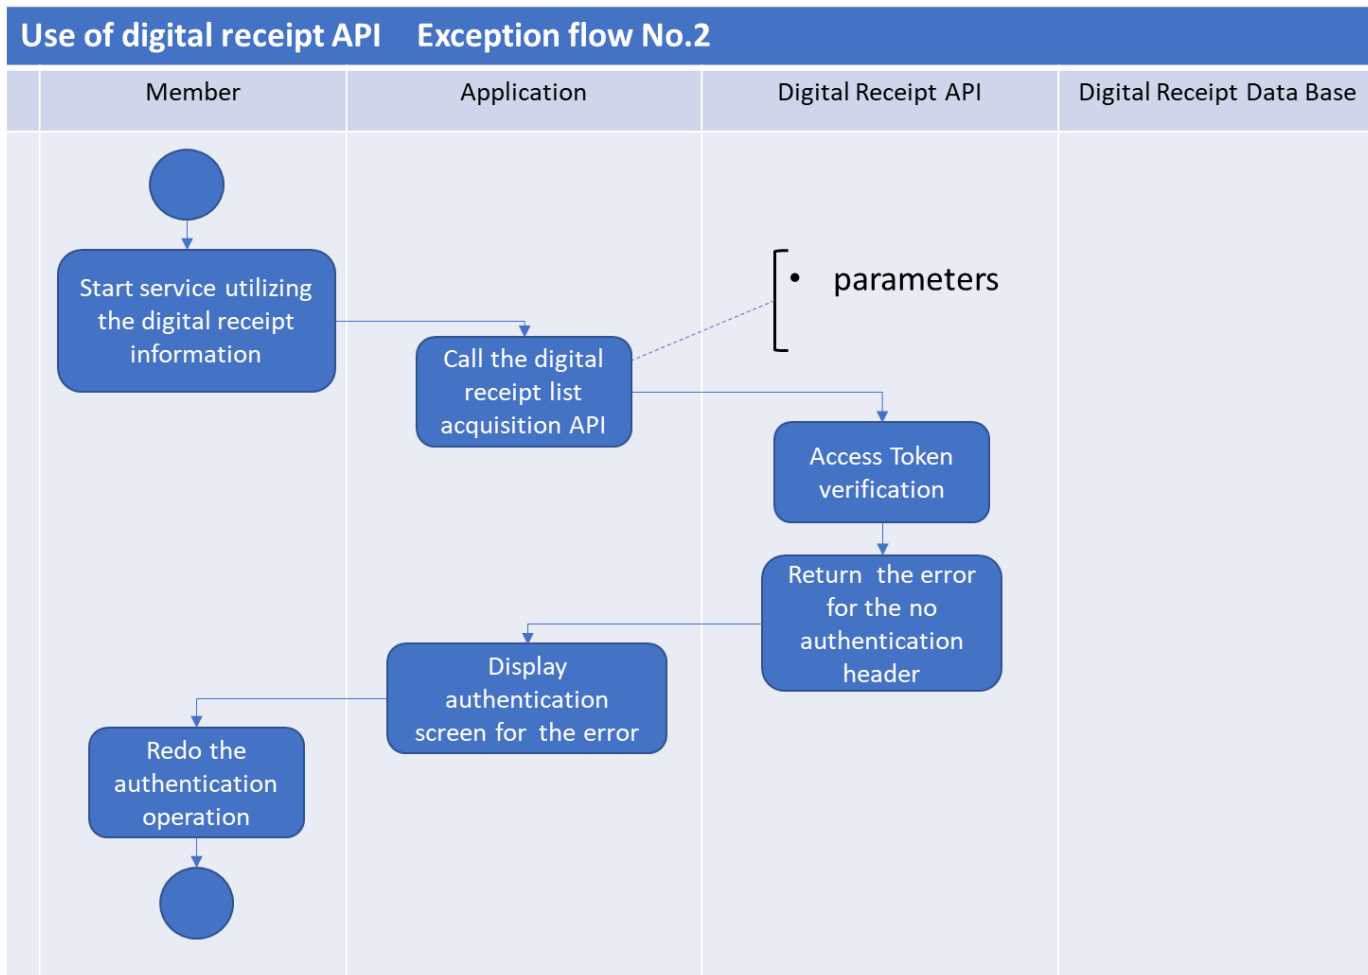 Use of digital receipt API Exception flow No.2
Member
Application
Digital Receipt API
Digital Receipt Data Base
Start service utilizing
the digital receipt
information
• parameters
Call the digital
receipt list
acquisition API
Access Token
verification
Return the error
for the no
authentication
header
Display
authentication
screen for the error
Redo the
authentication
operation